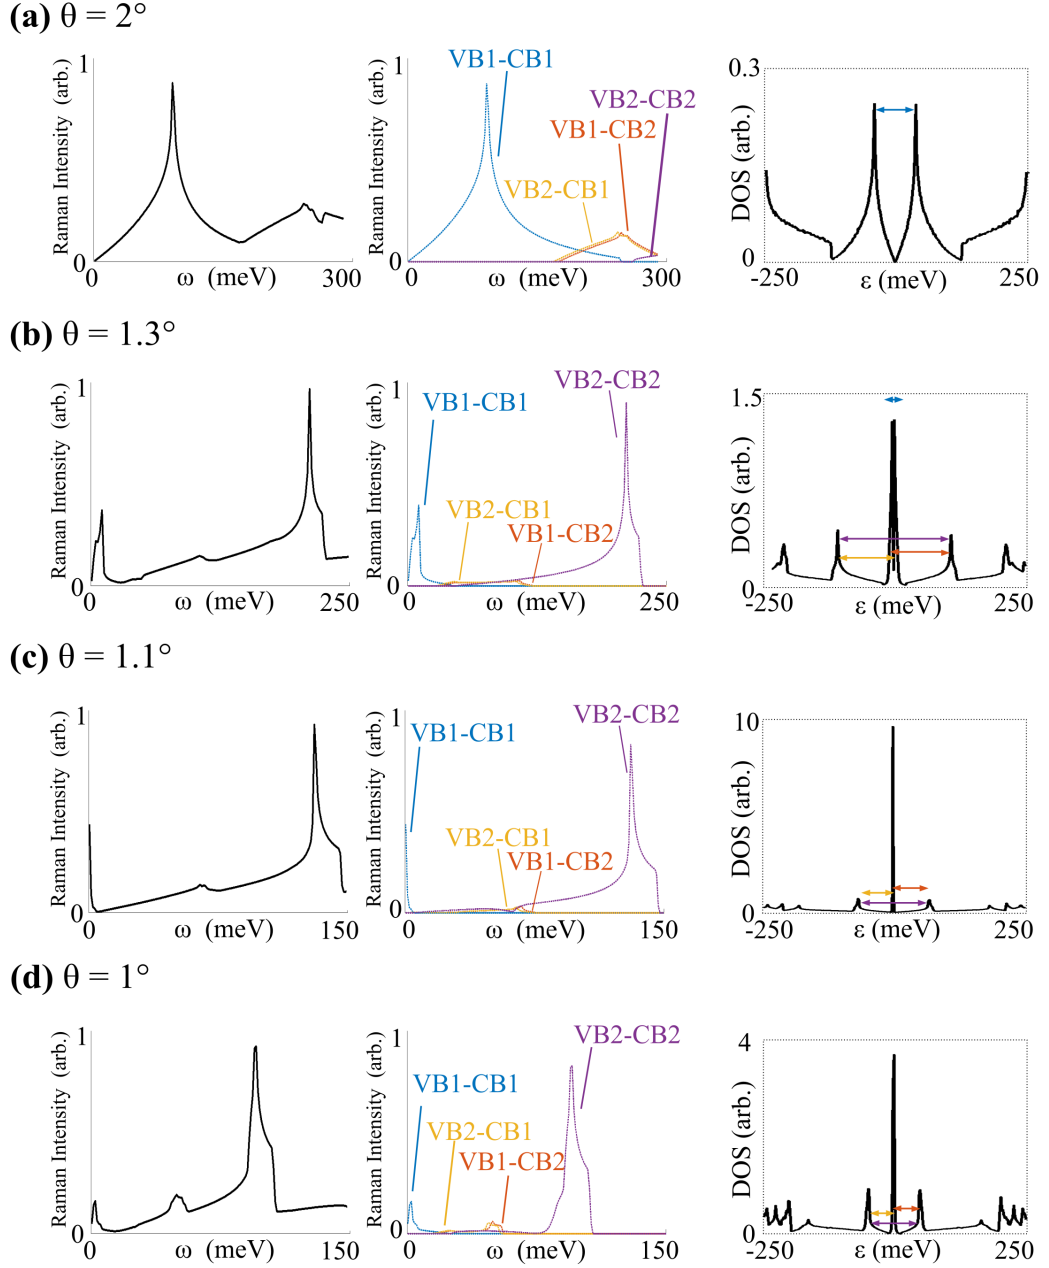 (a) θ = 2°
1
Raman Intensity (arb.)
0
0
ω (meV)
300
1
Raman Intensity (arb.)
0
VB1-CB1
VB2-CB2
VB1-CB2
VB2-CB1
0
ω (meV)
300
0.3
DOS (arb.)
0
-250
ε (meV)
250
(b) θ = 1.3°
1
Raman Intensity (arb.)
0
0
ω (meV)
250
1
Raman Intensity (arb.)
0
VB2-CB2
VB1-CB1
VB2-CB1
VB1-CB2
0
ω (meV)
250
1.5
DOS (arb.)
0
-250
ε (meV)
250
(c) θ = 1.1°
1
Raman Intensity (arb.)
0
0
ω (meV)
150
1
Raman Intensity (arb.)
0
VB2-CB2
VB1-CB1
VB2-CB1
VB1-CB2
0
ω (meV)
150
10
DOS (arb.)
0
-250
ε (meV)
250
(d) θ = 1°
1
Raman Intensity (arb.)
0
0
ω (meV)
150
1
Raman Intensity (arb.)
0
VB2-CB2
VB1-CB1
VB2-CB1
VB1-CB2
0
ω (meV)
150
4
DOS (arb.)
0
-250
ε (meV)
250